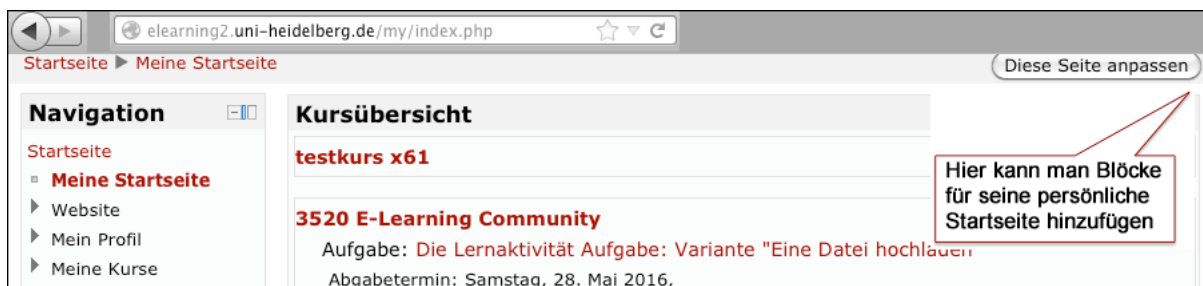 elearning2.uni-heidelberg.de/my/index.php
Startseite ▶ Meine Startseite
Diese Seite anpassen
Navigation
Startseite
Meine Startseite
Website
Mein Profil
Meine Kurse
Kursübersicht
testkurs x61
3520 E-Learning Community
Aufgabe: Die Lernaktivität Aufgabe: Variante "Eine Datei hochladen
Abgabetermin: Samstag, 28. Mai 2016,
Hier kann man Blöcke
für seine persönliche
Startseite hinzufügen